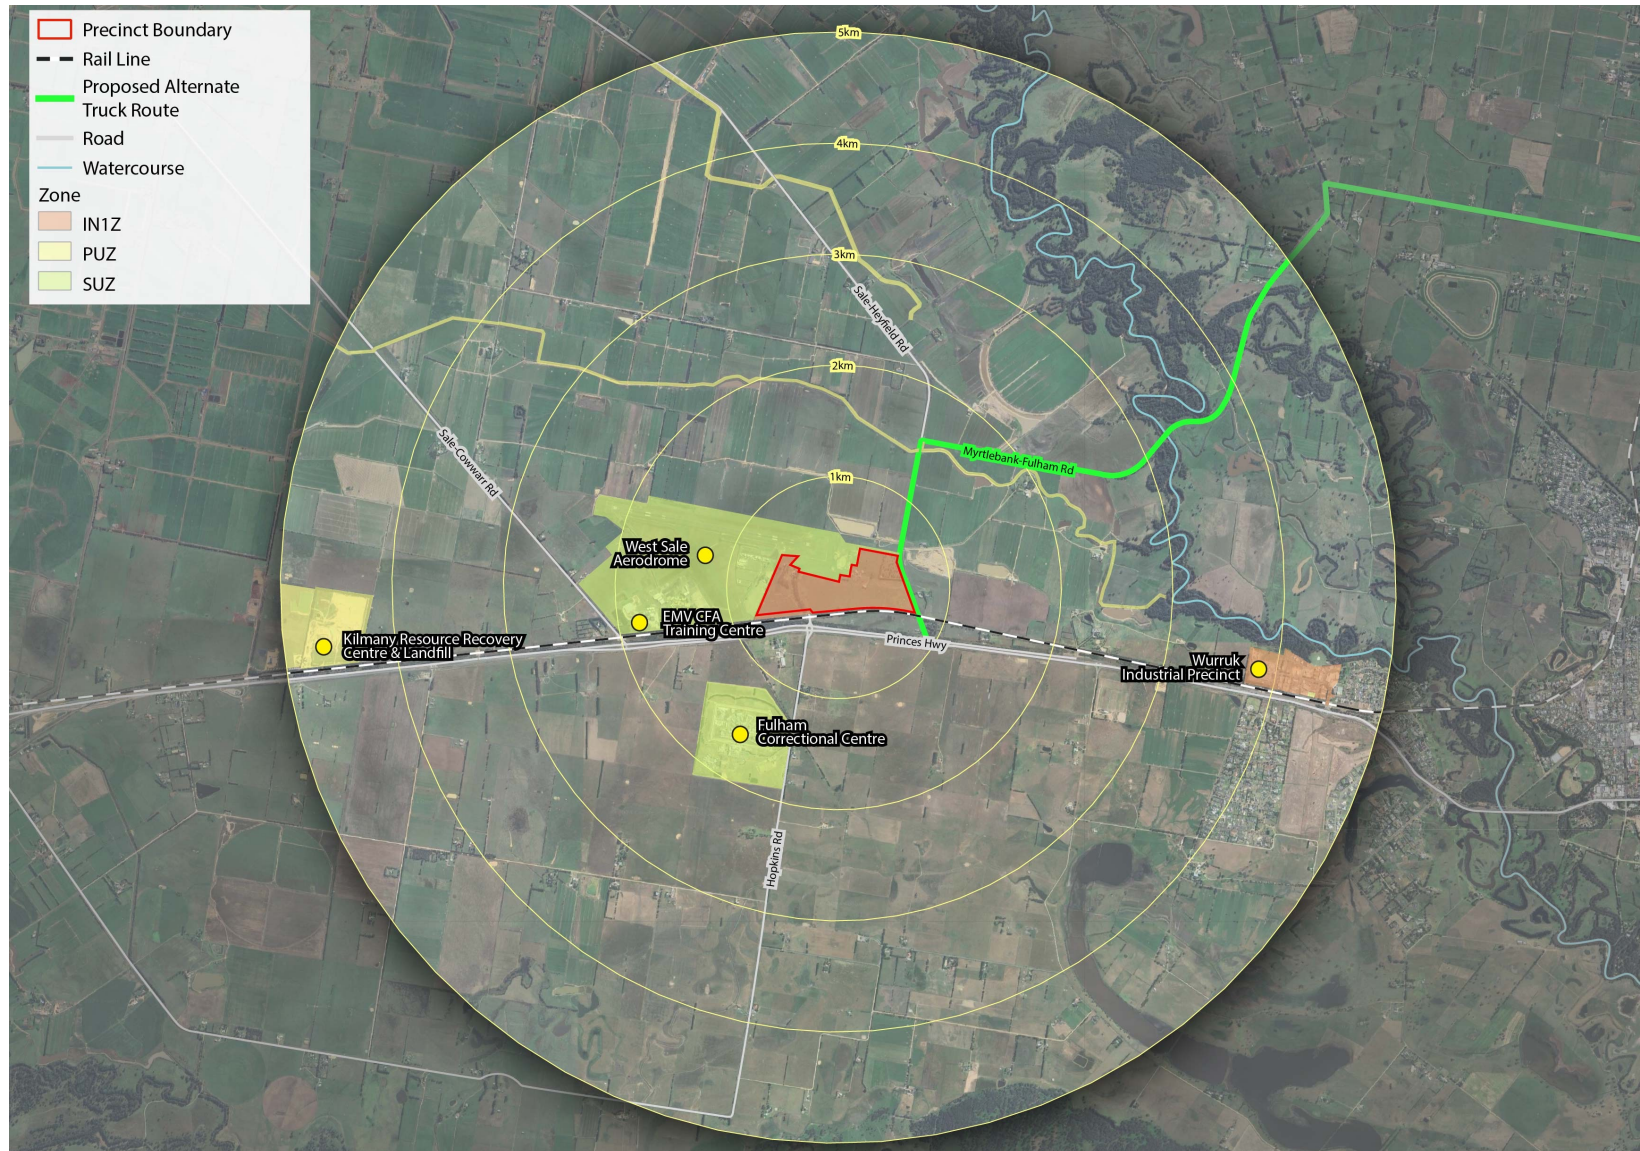 Precinct Boundary
Rail Line
Proposed Alternate
Truck Route
Road
Watercourse
Zone
IN1Z
PUZ
SUZ
5km
4km
3km
2km
1km
Sale-Heyfield Rd
Sale-Cowwarr Rd
Myrtlebank-Fulham Rd
West Sale
Aerodrome
EMV CFA
Training Centre
Kilmany Resource Recovery
Centre & Landfill
Princes Hwy
Wurruk
Industrial Precinct
Fulham
Correctional Centre
Hopkins Rd